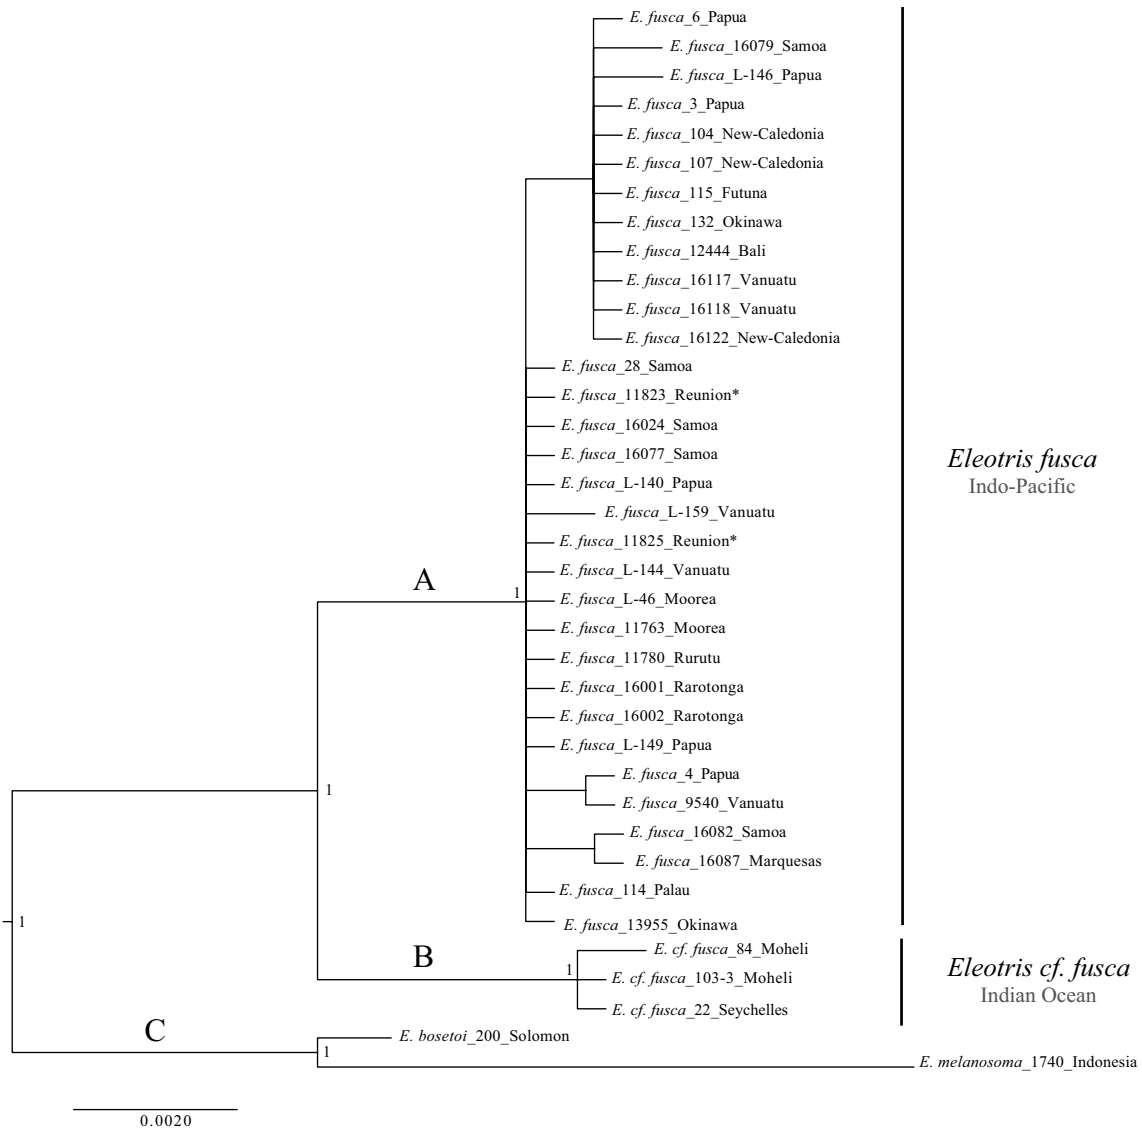 E. fusca_6_Papua
E. fusca_16079_Samoa
E. fusca_L-146_Papua
E. fusca_3_Papua
E. fusca_104_New-Caledonia
E. fusca_107_New-Caledonia
E. fusca_115_Futuna
E. fusca_132_Okinawa
E. fusca_12444_Bali
E. fusca_16117_Vanuatu
E. fusca_16118_Vanuatu
E. fusca_16122_New-Caledonia
E. fusca_28_Samoa
E. fusca_11823_Reunion*
E. fusca_16024_Samoa
E. fusca_16077_Samoa
E. fusca_L-140_Papua
E. fusca_L-159_Vanuatu
E. fusca_11825_Reunion*
E. fusca_L-144_Vanuatu
E. fusca_L-46_Moorea
E. fusca_11763_Moorea
E. fusca_11780_Rurutu
E. fusca_16001_Rarotonga
E. fusca_16002_Rarotonga
E. fusca_L-149_Papua
E. fusca_4_Papua
E. fusca_9540_Vanuatu
E. fusca_16082_Samoa
E. fusca_16087_Marquesas
E. fusca_114_Palau
E. fusca_13955_Okinawa
E. cf. fusca_84_Moheli
E. cf. fusca_103-3_Moheli
E. cf. fusca_22_Seychelles
E. bosetoi_200_Solomon
E. melanosoma_1740_Indonesia
Eleotris fusca
Indo-Pacific
Eleotris cf. fusca
Indian Ocean
A
1
1
1
B
1
C
1
0.0020